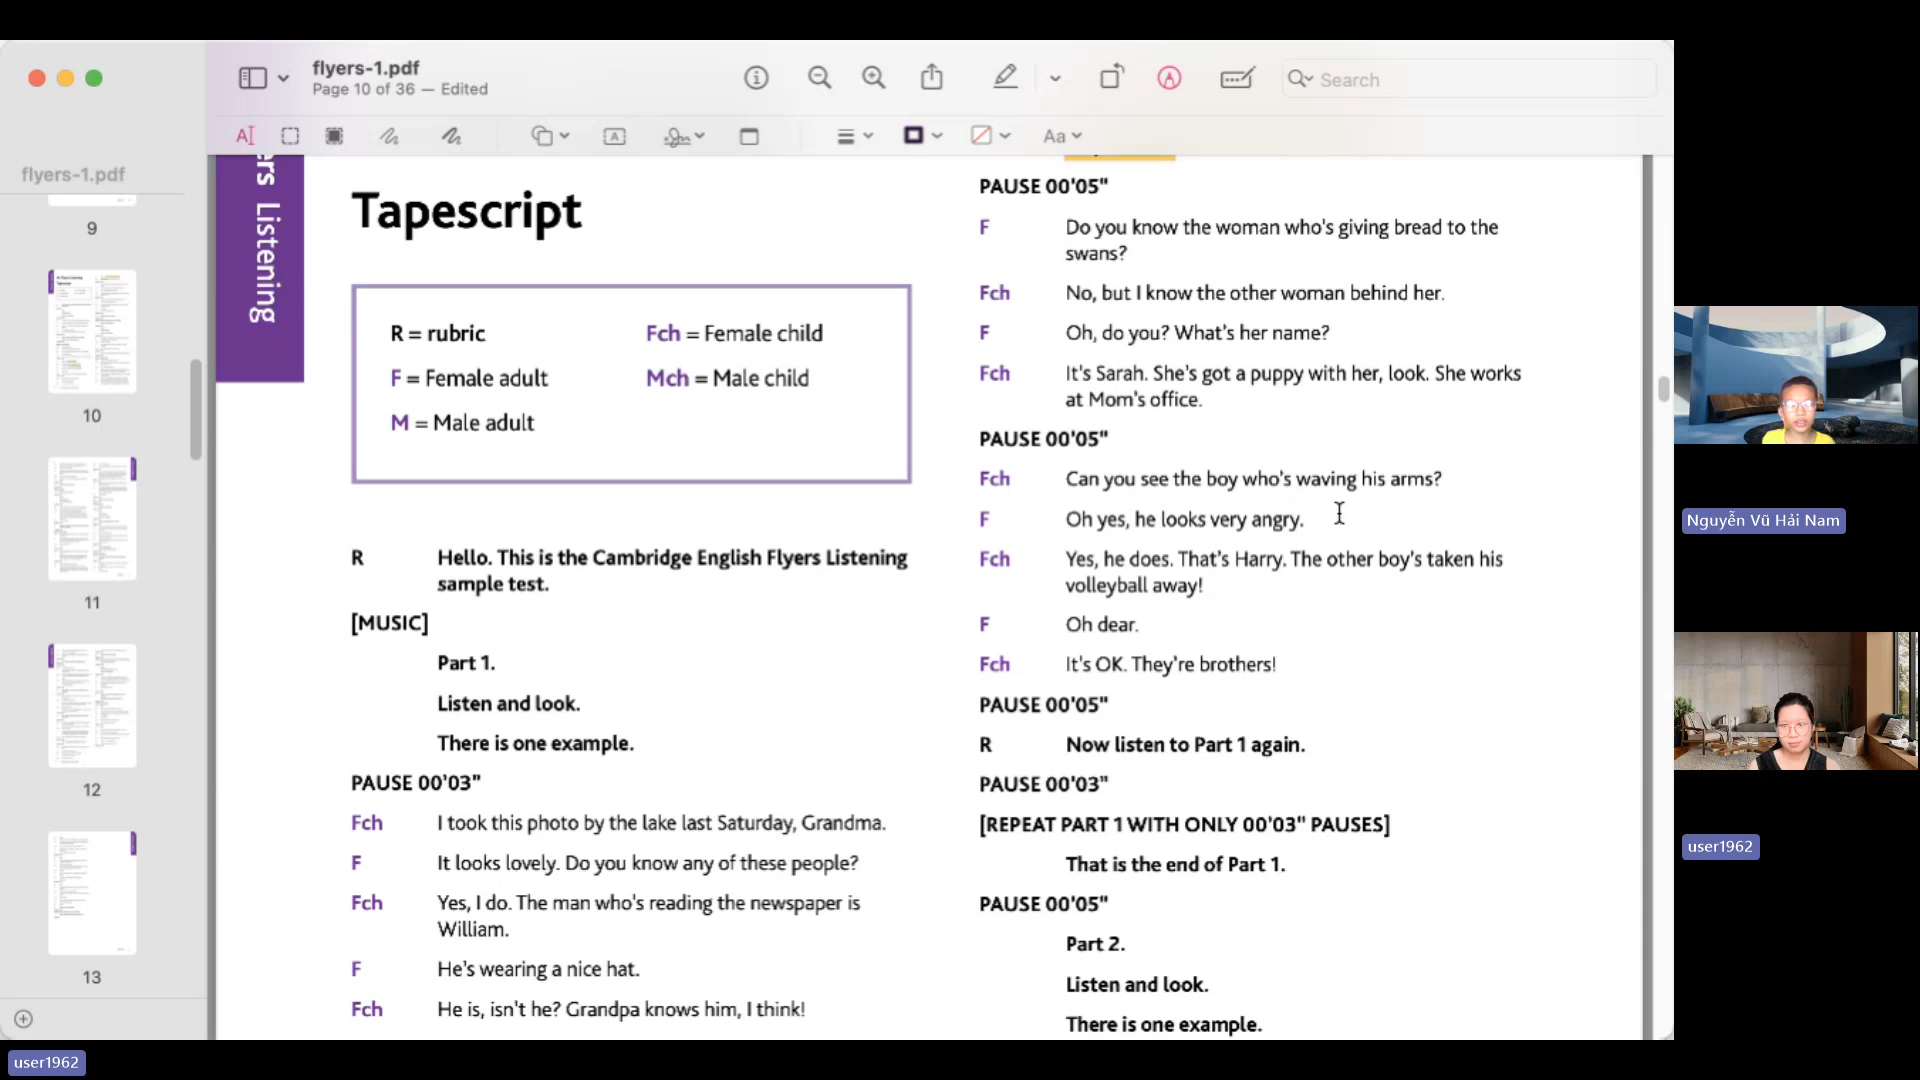 flyers-1.pdf
Page 10 of 36 — Edited
Search
Aa
flyers-1.pdf
9
10
11
12
13
ers Listening
Tapescript
R = rubric
Fch = Female child
F = Female adult
Mch = Male child
M = Male adult
R Hello. This is the Cambridge English Flyers Listening
sample test.
[MUSIC]
Part 1.
Listen and look.
There is one example.
PAUSE 00'03"
Fch I took this photo by the lake last Saturday, Grandma.
F It looks lovely. Do you know any of these people?
Fch Yes, I do. The man who's reading the newspaper is
William.
F He's wearing a nice hat.
Fch He is, isn't he? Grandpa knows him, I think!
PAUSE 00'05"
F Do you know the woman who's giving bread to the
swans?
Fch No, but I know the other woman behind her.
F Oh, do you? What's her name?
Fch It's Sarah. She's got a puppy with her, look. She works
at Mom's office.
PAUSE 00'05"
Fch Can you see the boy who's waving his arms?
F Oh yes, he looks very angry.
Fch Yes, he does. That's Harry. The other boy's taken his
volleyball away!
F Oh dear.
Fch It's OK. They're brothers!
PAUSE 00'05"
R Now listen to Part 1 again.
PAUSE 00'03"
[REPEAT PART 1 WITH ONLY 00'03" PAUSES]
That is the end of Part 1.
PAUSE 00'05"
Part 2.
Listen and look.
There is one example.
Nguyễn Vũ Hải Nam
user1962
user1962